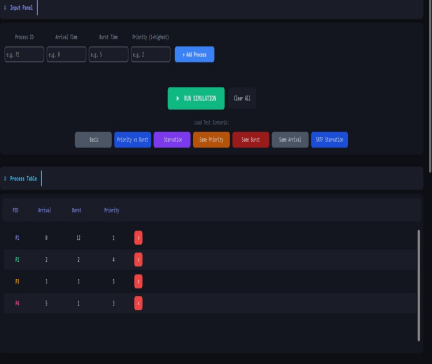 Input Panel
Process ID Arrival Time Burst Time Priority (1=highest)
e.g. P1 e.g. 0 e.g. 5 e.g. 2 + Add Process
▶ RUN SIMULATION Clear All
Load Test Scenario:
Basic Priority vs Burst Starvation Same Priority Same Burst Same Arrival SRTF Starvation
Process Table
PID Arrival Burst Priority
P1 0 12 1
P2 2 2 4
P3 3 1 5
P4 5 1 3